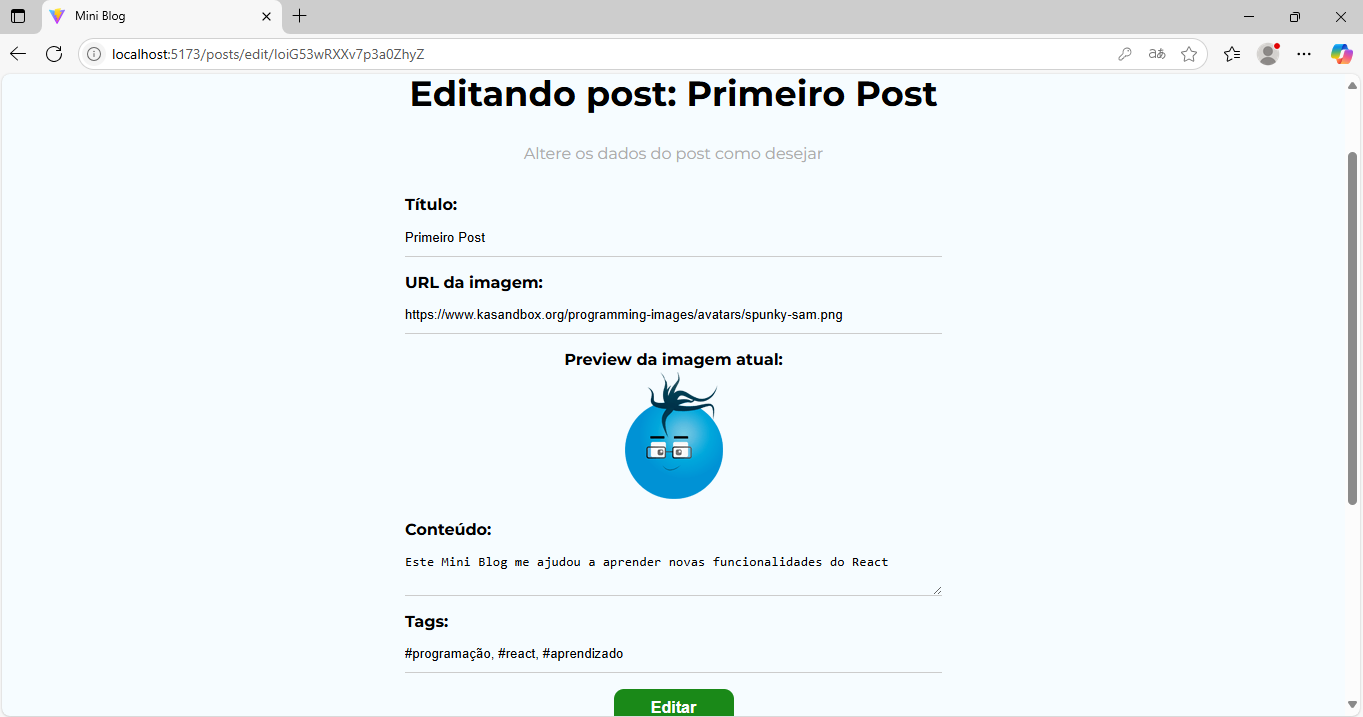 Mini Blog
localhost:5173/posts/edit/IoiG53wRXXv7p3a0ZhyZ
Editando post: Primeiro Post
Altere os dados do post como desejar
Título:
Primeiro Post
URL da imagem:
https://www.kasandbox.org/programming-images/avatars/spunky-sam.png
Preview da imagem atual:
Conteúdo:
Este Mini Blog me ajudou a aprender novas funcionalidades do React
Tags:
#programação, #react, #aprendizado
Editar